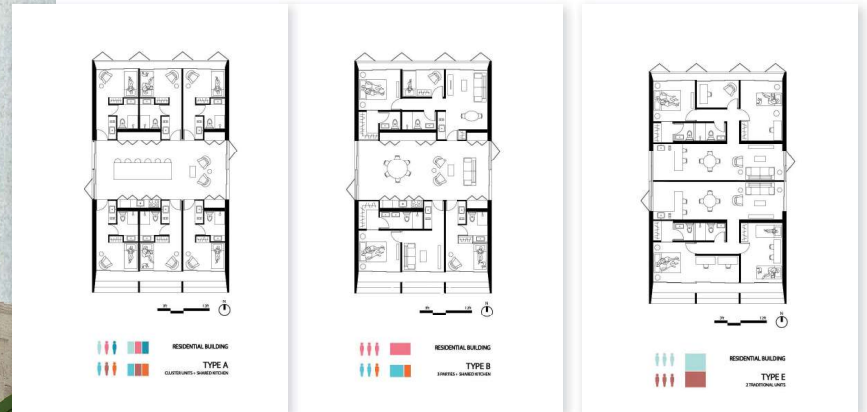 N
RESIDENTIAL BUILDING
TYPE A
CLUSTER UNITS + SHARED KITCHEN
N
RESIDENTIAL BUILDING
TYPE B
3 PARTIES + SHARED KITCHEN
N
RESIDENTIAL BUILDING
TYPE E
2 TRADITIONAL UNITS